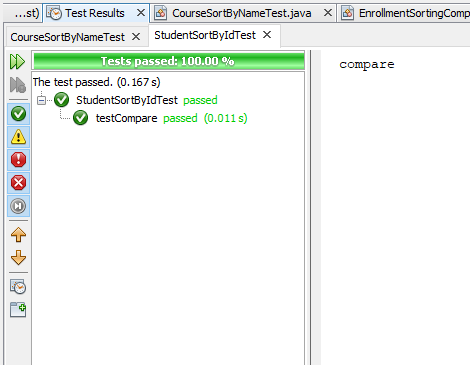 ...st) Test Results CourseSortByNameTest.java EnrollmentSortingComp
CourseSortByNameTest StudentSortByIdTest
Tests passed: 100.00 %
The test passed. (0.167 s)
StudentSortByIdTest passed
testCompare passed (0.011 s)
compare